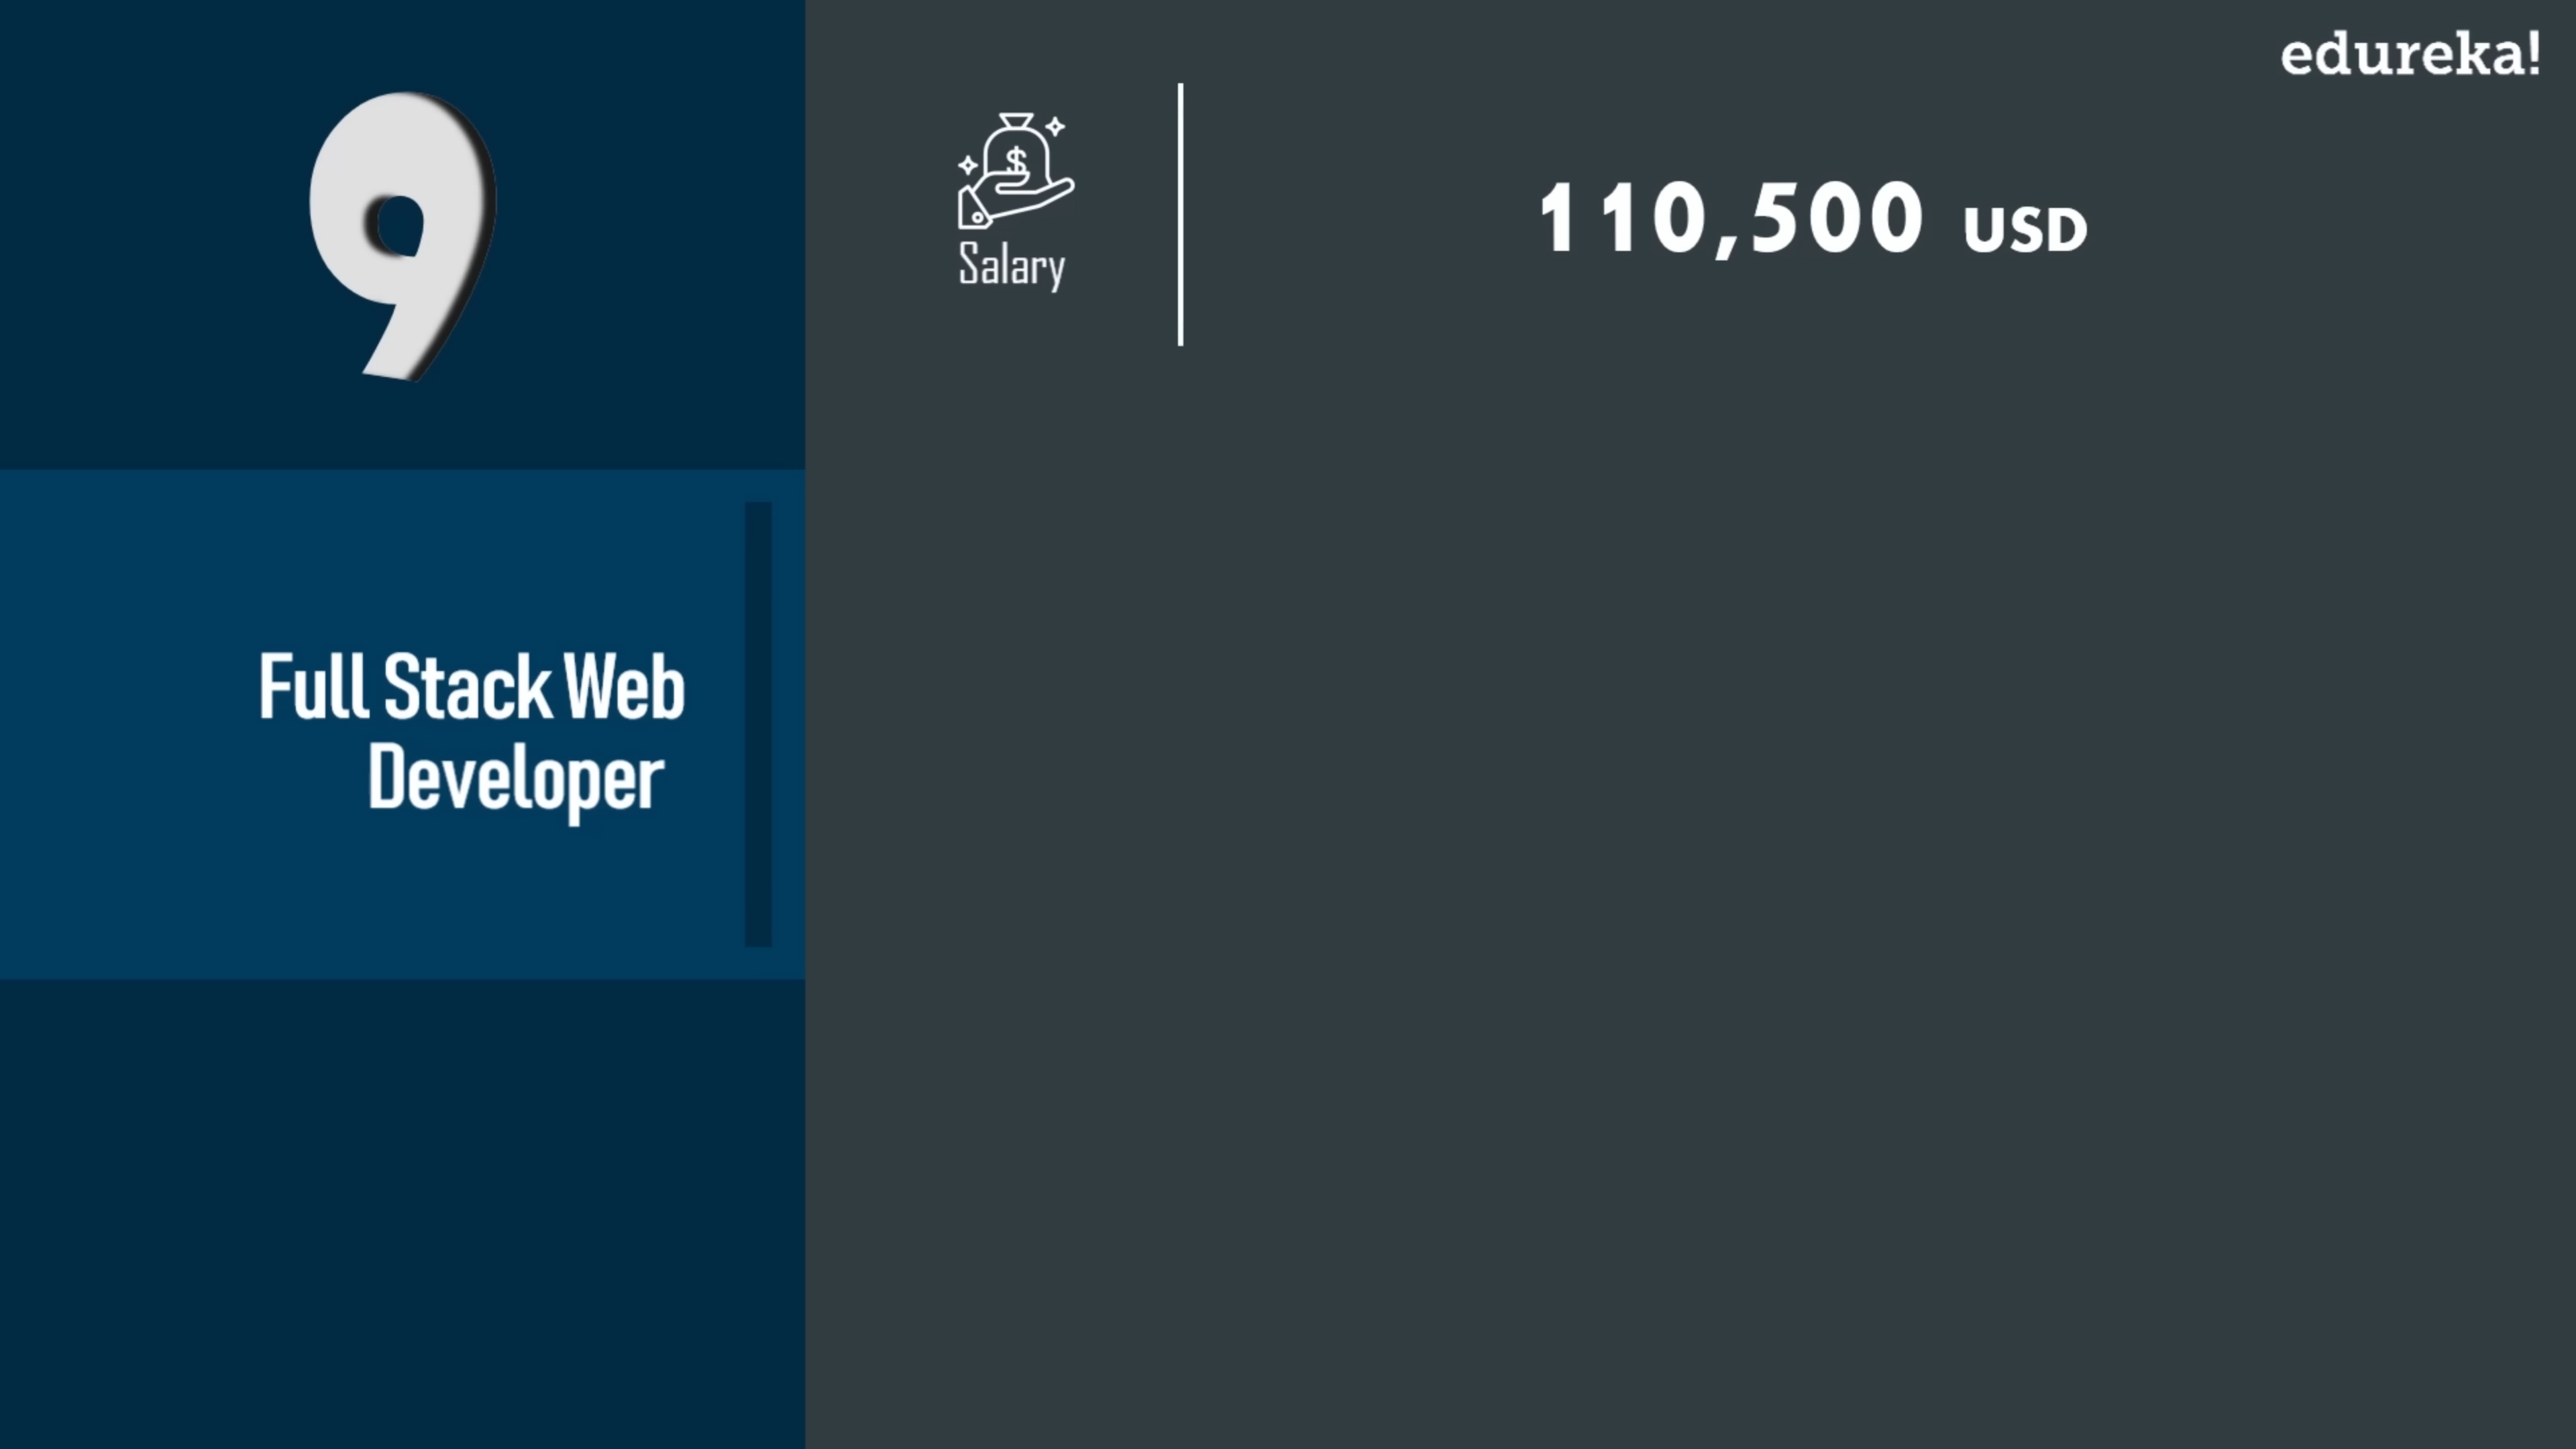 9
Full Stack Web
Developer
edureka!
$
Salary
110,500 USD